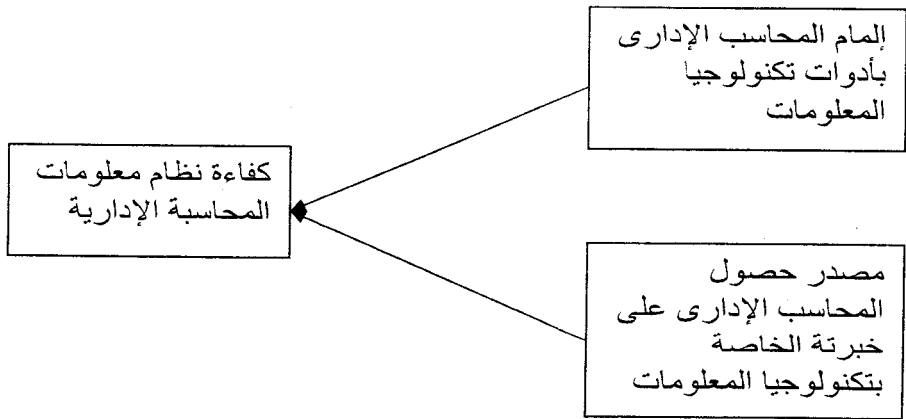 إلمام المحاسب الإدارى
بأدوات تكنولوجيا
المعلومات
كفاءة نظام معلومات
المحاسبة الإدارية
مصدر حصول
المحاسب الإدارى على
خبرتة الخاصة
بتكنولوجيا المعلومات